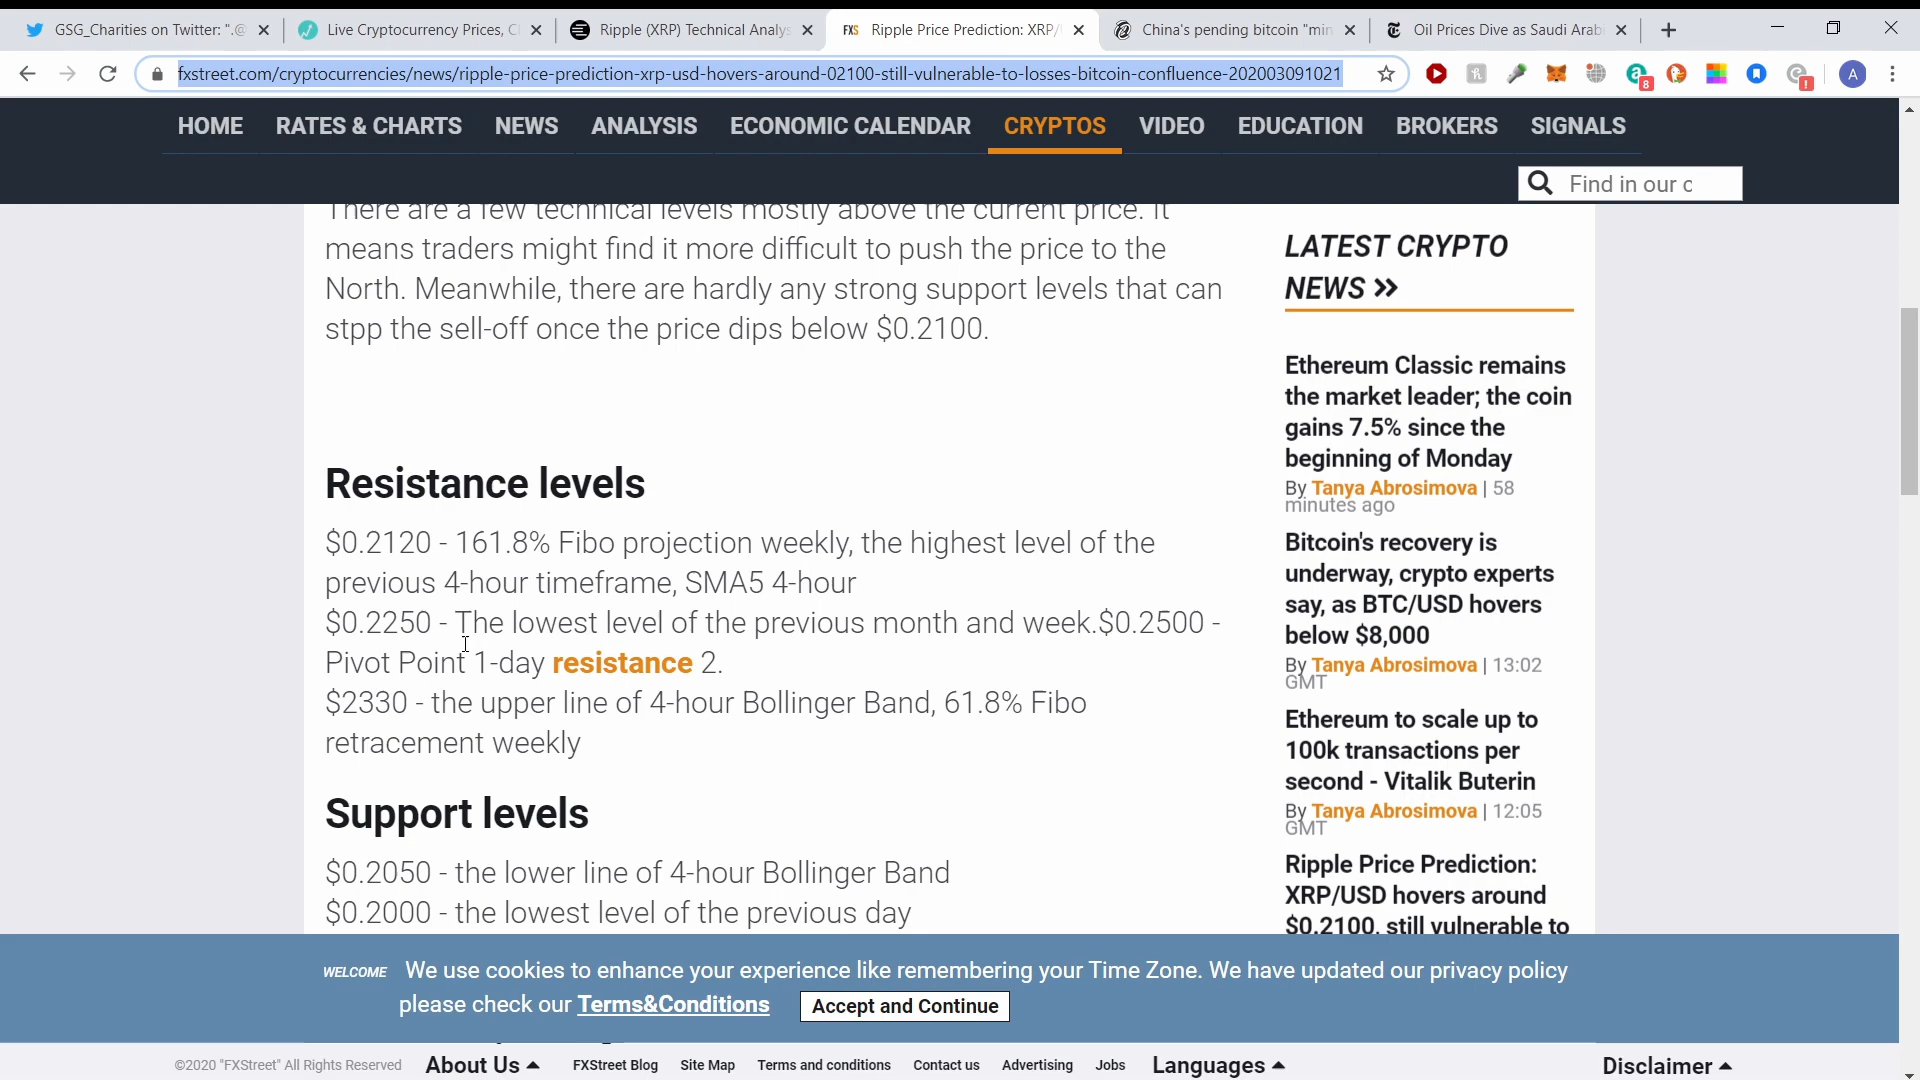 GSG_Charities on Twitter: ".@
Live Cryptocurrency Prices, C
Ripple (XRP) Technical Analys
FXS Ripple Price Prediction: XRP/
China's pending bitcoin "min
Oil Prices Dive as Saudi Arab
fxstreet.com/cryptocurrencies/news/ripple-price-prediction-xrp-usd-hovers-around-02100-still-vulnerable-to-losses-bitcoin-confluence-202003091021
8
!
A
HOME RATES & CHARTS NEWS ANALYSIS ECONOMIC CALENDAR CRYPTOS VIDEO EDUCATION BROKERS SIGNALS
Find in our c
There are a few technical levels mostly above the current price. It
means traders might find it more difficult to push the price to the
North. Meanwhile, there are hardly any strong support levels that can
stpp the sell-off once the price dips below $0.2100.
Resistance levels
$0.2120 - 161.8% Fibo projection weekly, the highest level of the
previous 4-hour timeframe, SMA5 4-hour
$0.2250 - The lowest level of the previous month and week.$0.2500 -
Pivot Point 1-day resistance 2.
$2330 - the upper line of 4-hour Bollinger Band, 61.8% Fibo
retracement weekly
Support levels
$0.2050 - the lower line of 4-hour Bollinger Band
$0.2000 - the lowest level of the previous day
LATEST CRYPTO
NEWS
Ethereum Classic remains
the market leader; the coin
gains 7.5% since the
beginning of Monday
By Tanya Abrosimova | 58
minutes ago
Bitcoin's recovery is
underway, crypto experts
say, as BTC/USD hovers
below $8,000
By Tanya Abrosimova | 13:02
GMT
Ethereum to scale up to
100k transactions per
second - Vitalik Buterin
By Tanya Abrosimova | 12:05
GMT
Ripple Price Prediction:
XRP/USD hovers around
$0.2100, still vulnerable to
WELCOME We use cookies to enhance your experience like remembering your Time Zone. We have updated our privacy policy
please check our Terms&Conditions Accept and Continue
©2020 "FXStreet" All Rights Reserved About Us FXStreet Blog Site Map Terms and conditions Contact us Advertising Jobs Languages Disclaimer